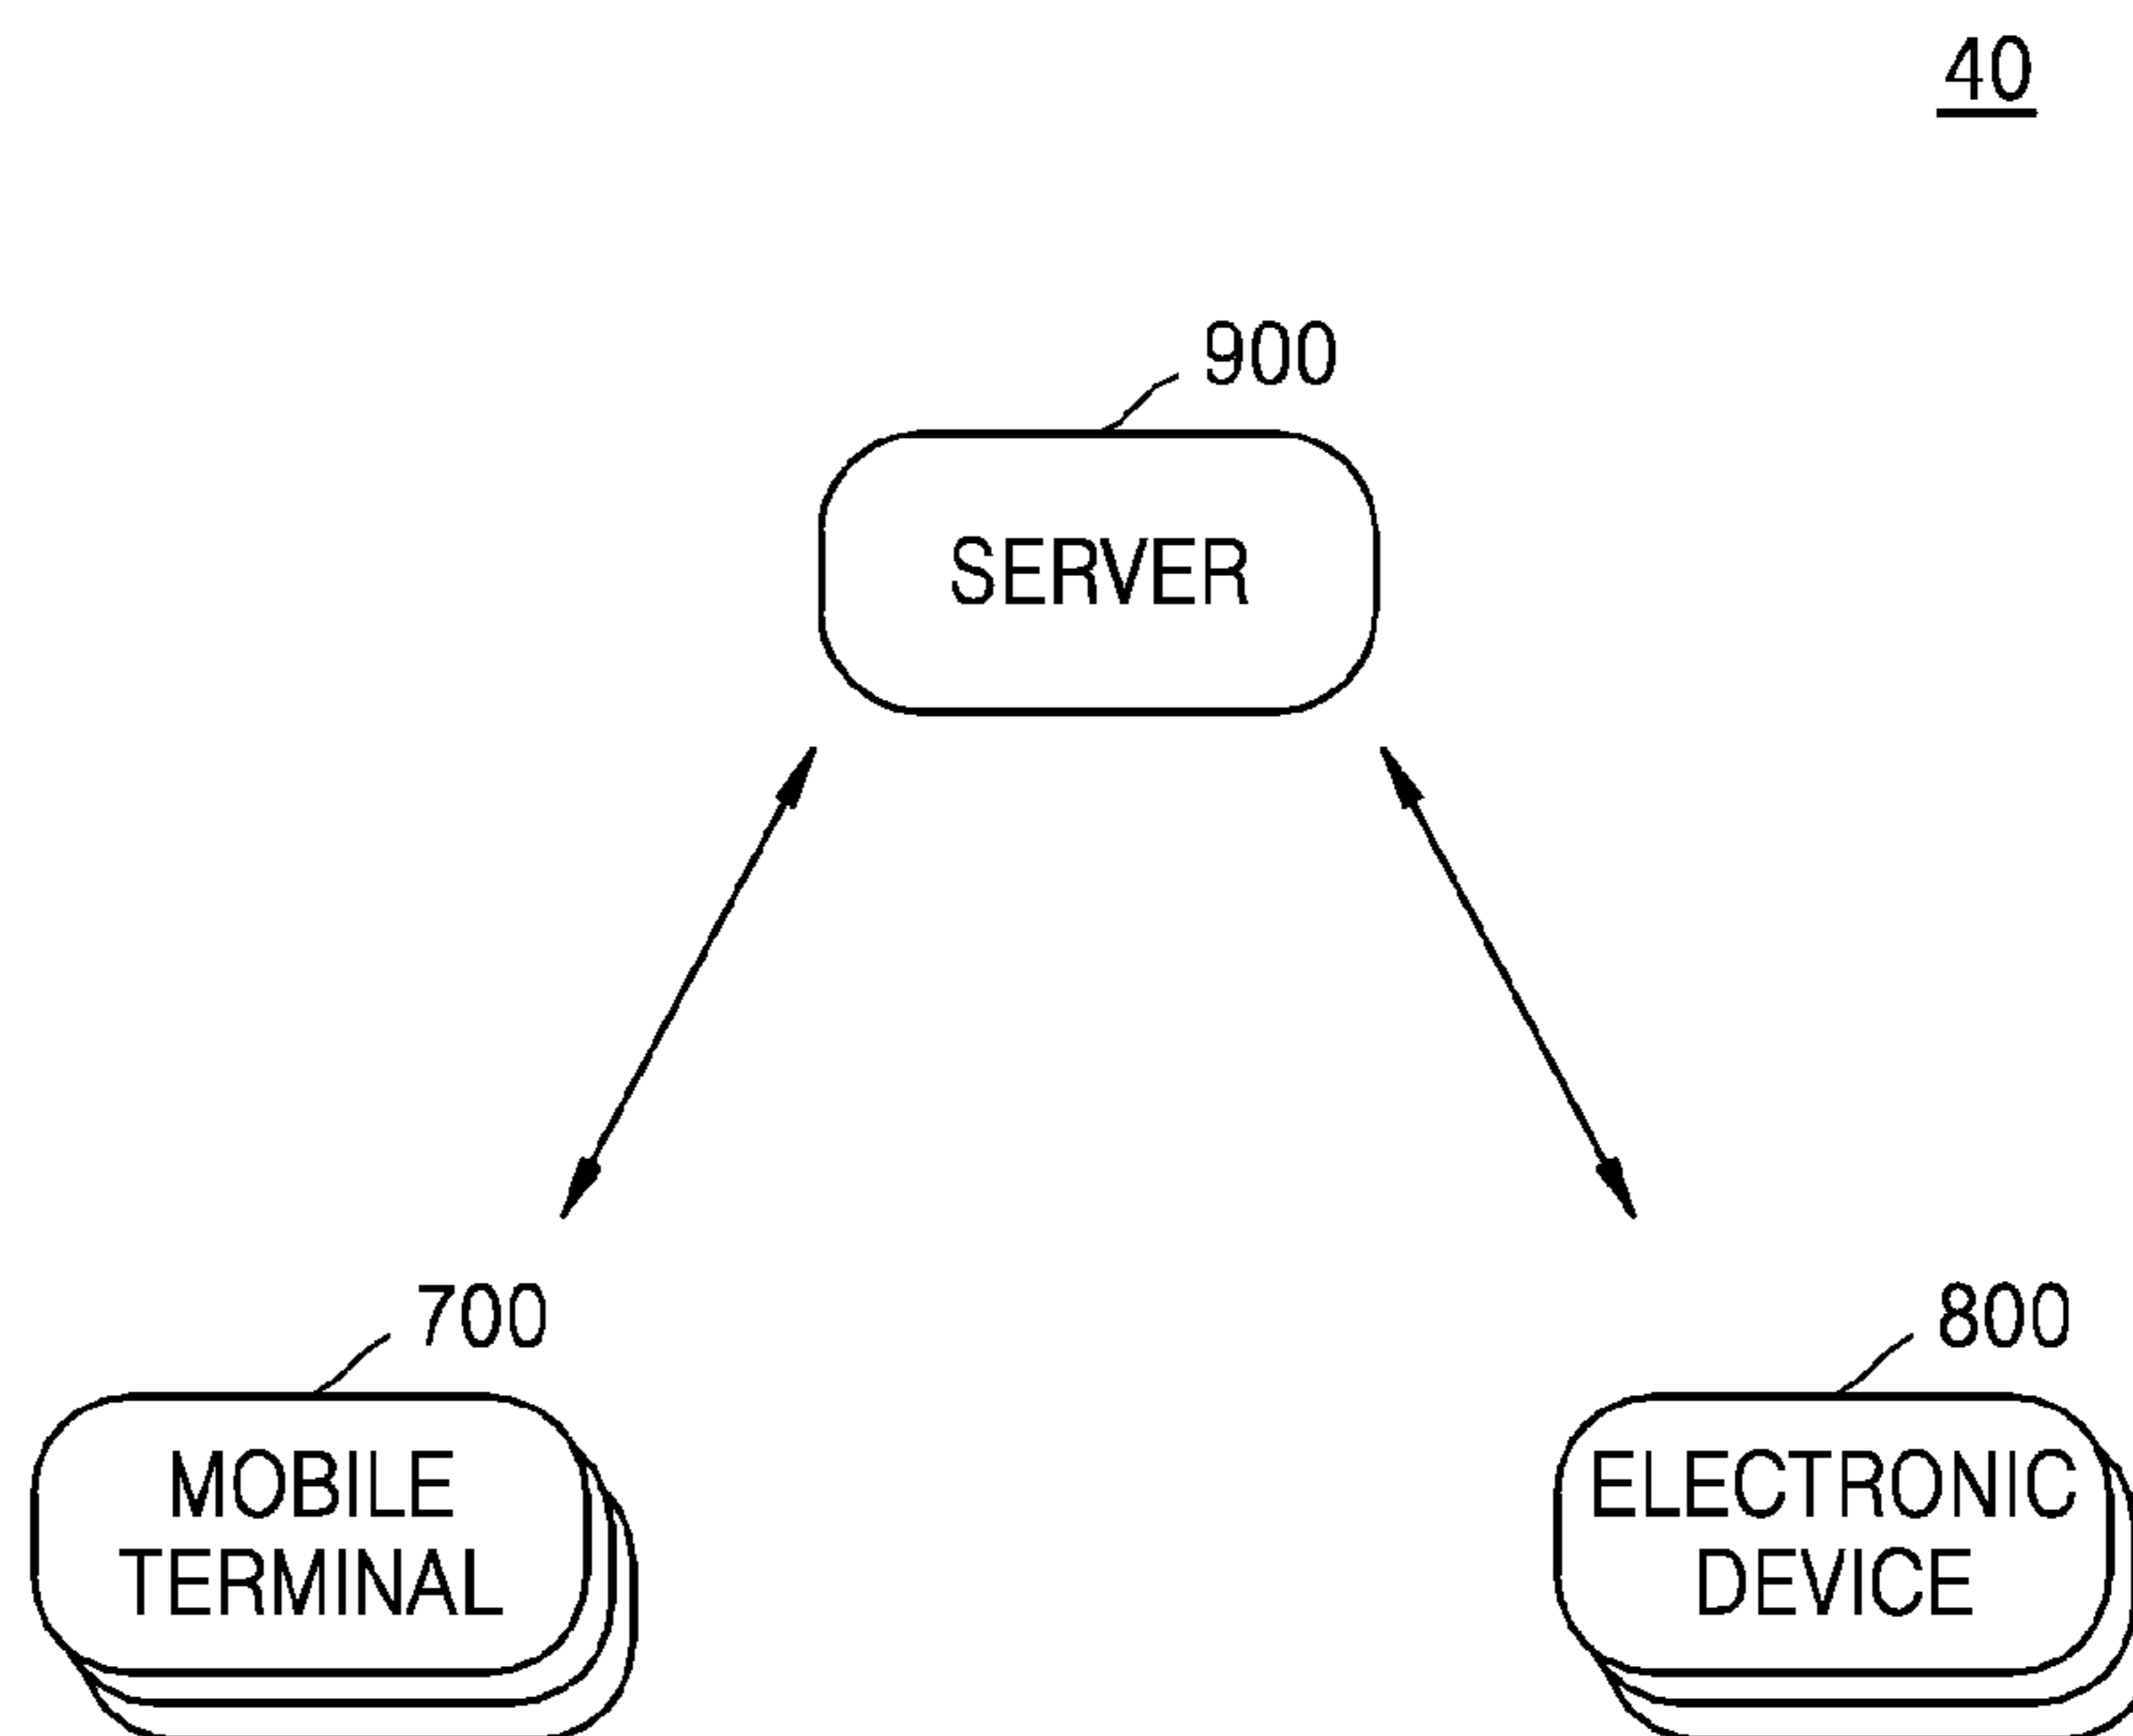 40
900
SERVER
700
MOBILE
TERMINAL
800
ELECTRONIC
DEVICE